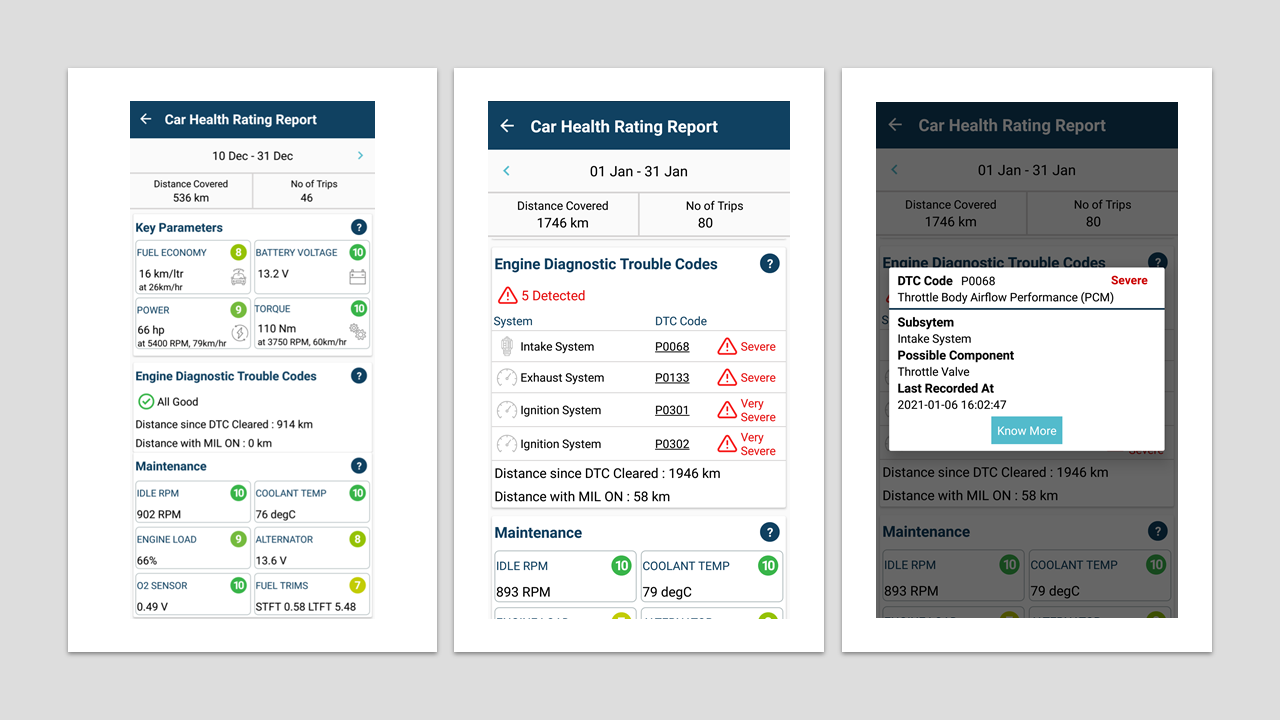 Car Health Rating Report
10 Dec - 31 Dec
Distance Covered
536 km
No of Trips
46
Key Parameters
?
FUEL ECONOMY
8
16 km/ltr
at 26km/hr
BATTERY VOLTAGE
10
13.2 V
POWER
9
66 hp
at 5400 RPM, 79km/hr
TORQUE
10
110 Nm
at 3750 RPM, 60km/hr
Engine Diagnostic Trouble Codes
?
All Good
Distance since DTC Cleared : 914 km
Distance with MIL ON : 0 km
Maintenance
?
IDLE RPM
10
902 RPM
COOLANT TEMP
10
76 degC
ENGINE LOAD
9
66%
ALTERNATOR
8
13.6 V
O2 SENSOR
10
0.49 V
FUEL TRIMS
7
STFT 0.58 LTFT 5.48
Car Health Rating Report
01 Jan - 31 Jan
Distance Covered
1746 km
No of Trips
80
Engine Diagnostic Trouble Codes
?
5 Detected
System DTC Code
Intake System P0068 Severe
Exhaust System P0133 Severe
Ignition System P0301 Very
Severe
Ignition System P0302 Very
Severe
Distance since DTC Cleared : 1946 km
Distance with MIL ON : 58 km
Maintenance
?
IDLE RPM
10
893 RPM
COOLANT TEMP
10
79 degC
Car Health Rating Report
01 Jan - 31 Jan
Distance Covered
1746 km
No of Trips
80
Engine Diagnostic Trouble Codes
?
DTC Code P0068 Severe
Throttle Body Airflow Performance (PCM)
Subsytem
Intake System
Possible Component
Throttle Valve
Last Recorded At
2021-01-06 16:02:47
Know More
Severe
Distance since DTC Cleared : 1946 km
Distance with MIL ON : 58 km
Maintenance
?
IDLE RPM
10
893 RPM
COOLANT TEMP
10
79 degC